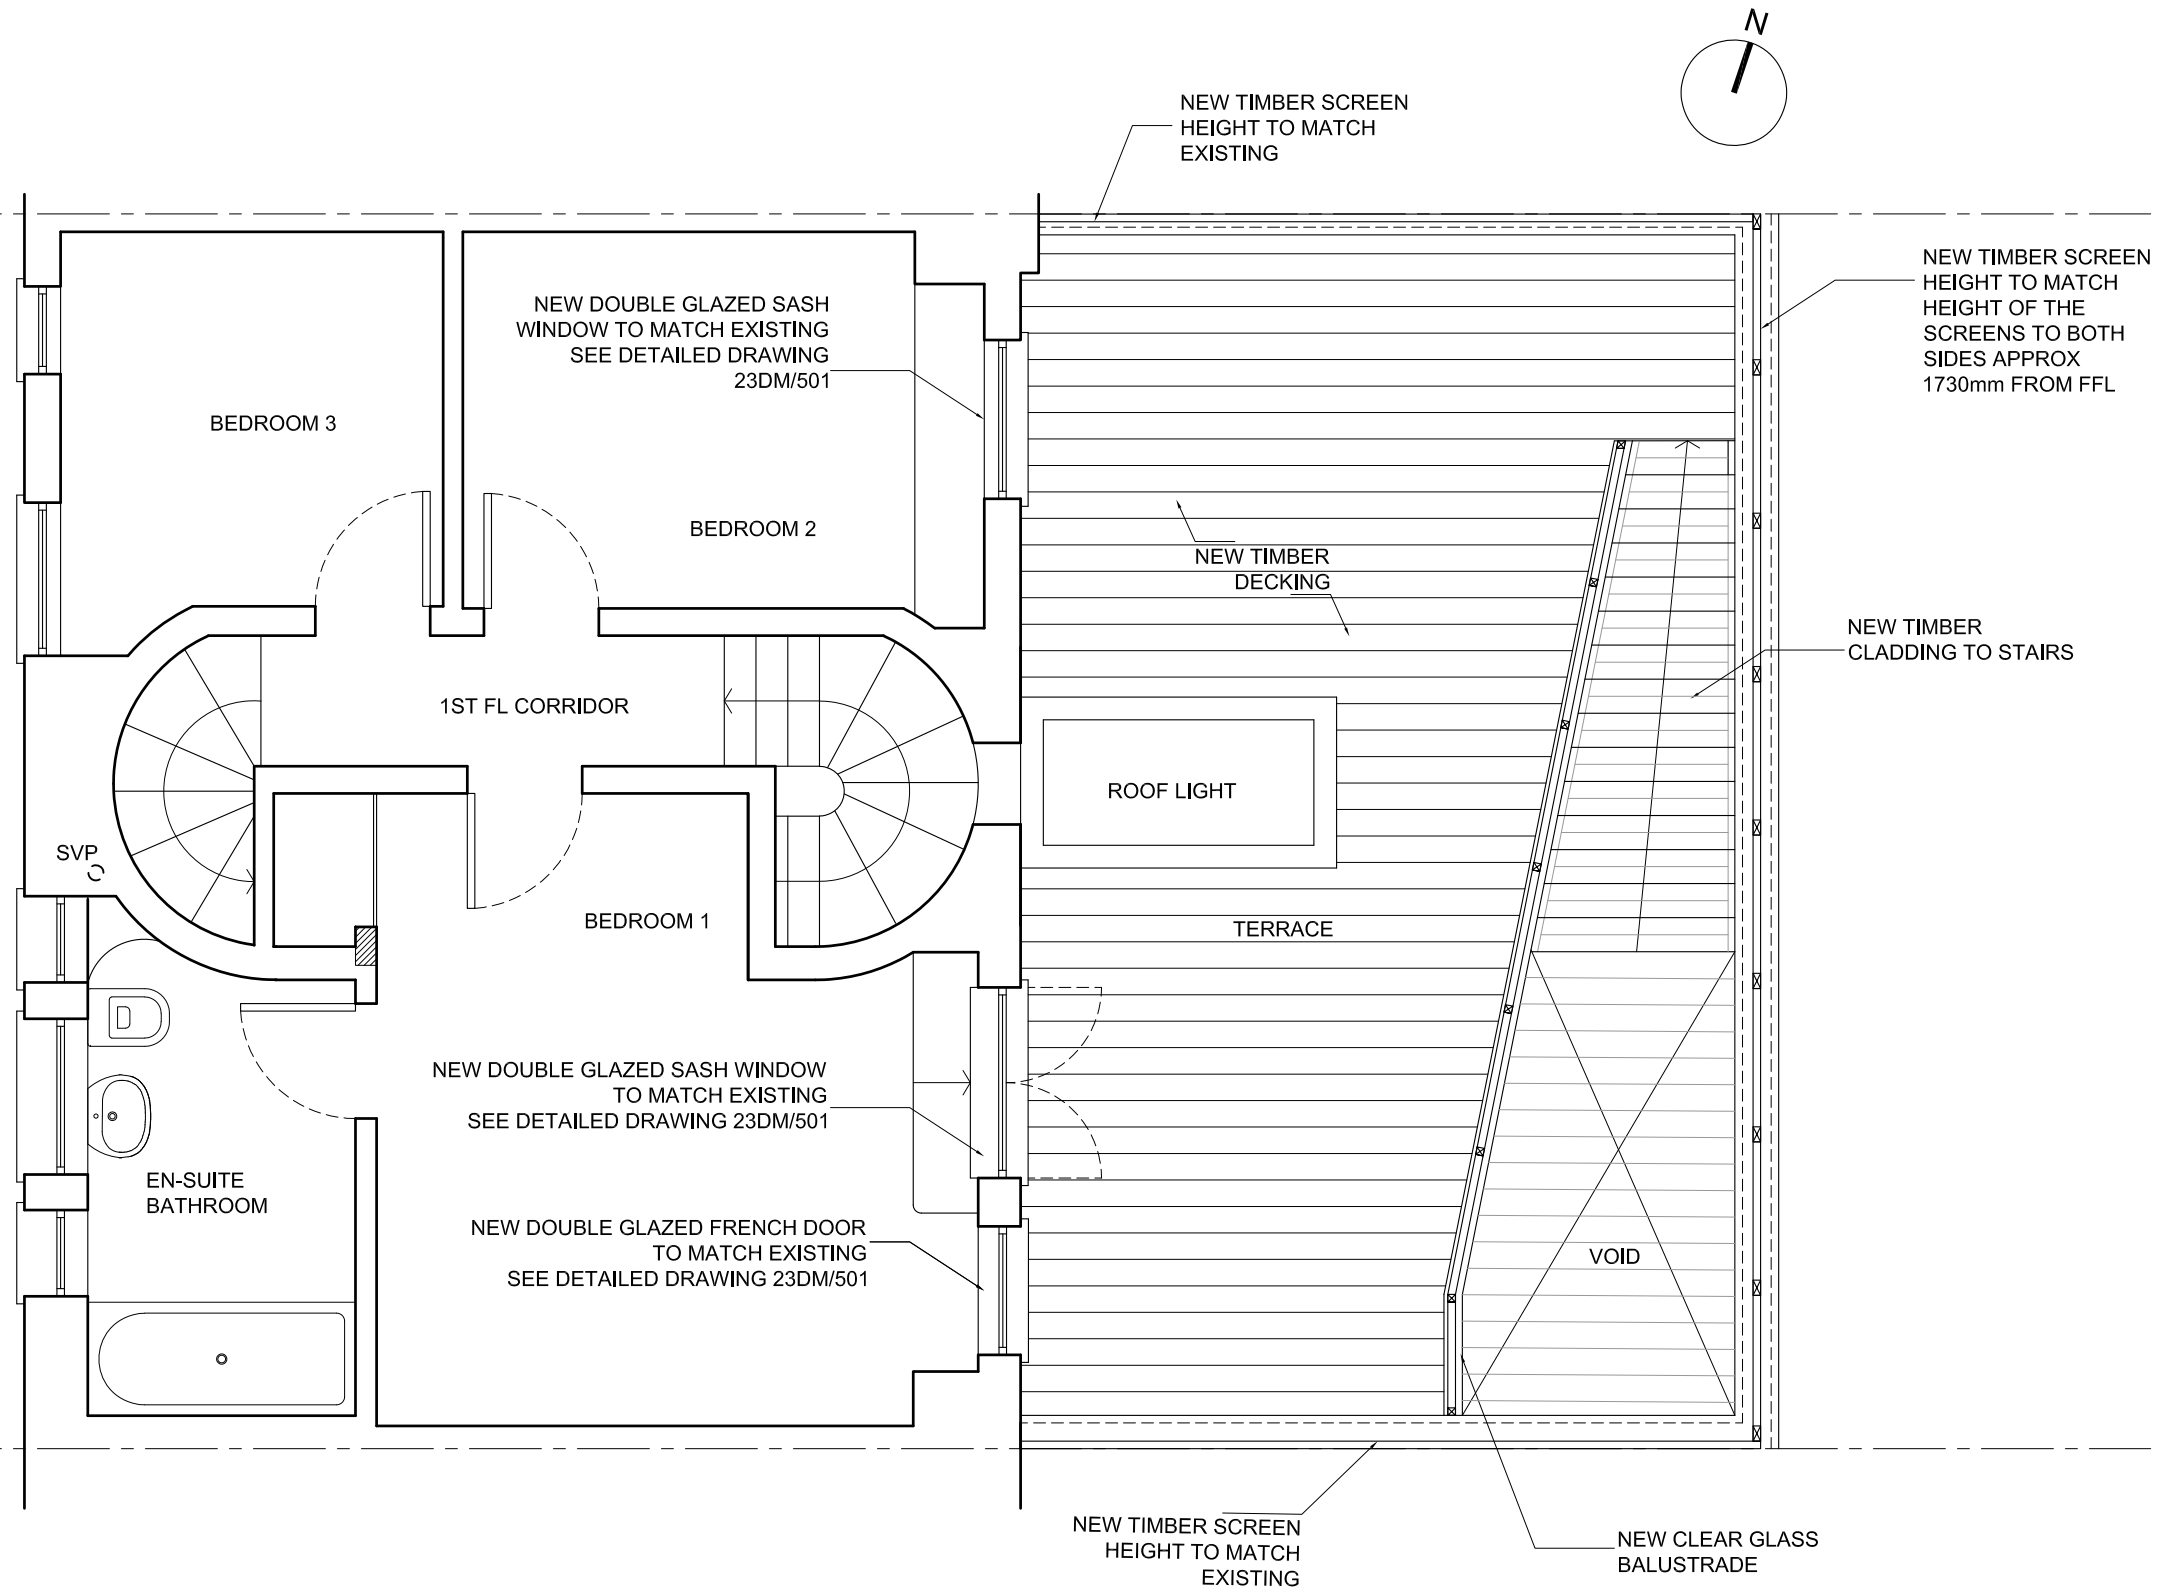 N
NEW TIMBER SCREEN
HEIGHT TO MATCH
EXISTING
NEW TIMBER SCREEN
HEIGHT TO MATCH
HEIGHT OF THE
SCREENS TO BOTH
SIDES APPROX
1730mm FROM FFL
NEW DOUBLE GLAZED SASH
WINDOW TO MATCH EXISTING
SEE DETAILED DRAWING
23DM/501
BEDROOM 3
BEDROOM 2
NEW TIMBER
DECKING
NEW TIMBER
CLADDING TO STAIRS
1ST FL CORRIDOR
ROOF LIGHT
SVP
BEDROOM 1
TERRACE
NEW DOUBLE GLAZED SASH WINDOW
TO MATCH EXISTING
SEE DETAILED DRAWING 23DM/501
EN-SUITE
BATHROOM
NEW DOUBLE GLAZED FRENCH DOOR
TO MATCH EXISTING
SEE DETAILED DRAWING 23DM/501
VOID
NEW TIMBER SCREEN
HEIGHT TO MATCH
EXISTING
NEW CLEAR GLASS
BALUSTRADE